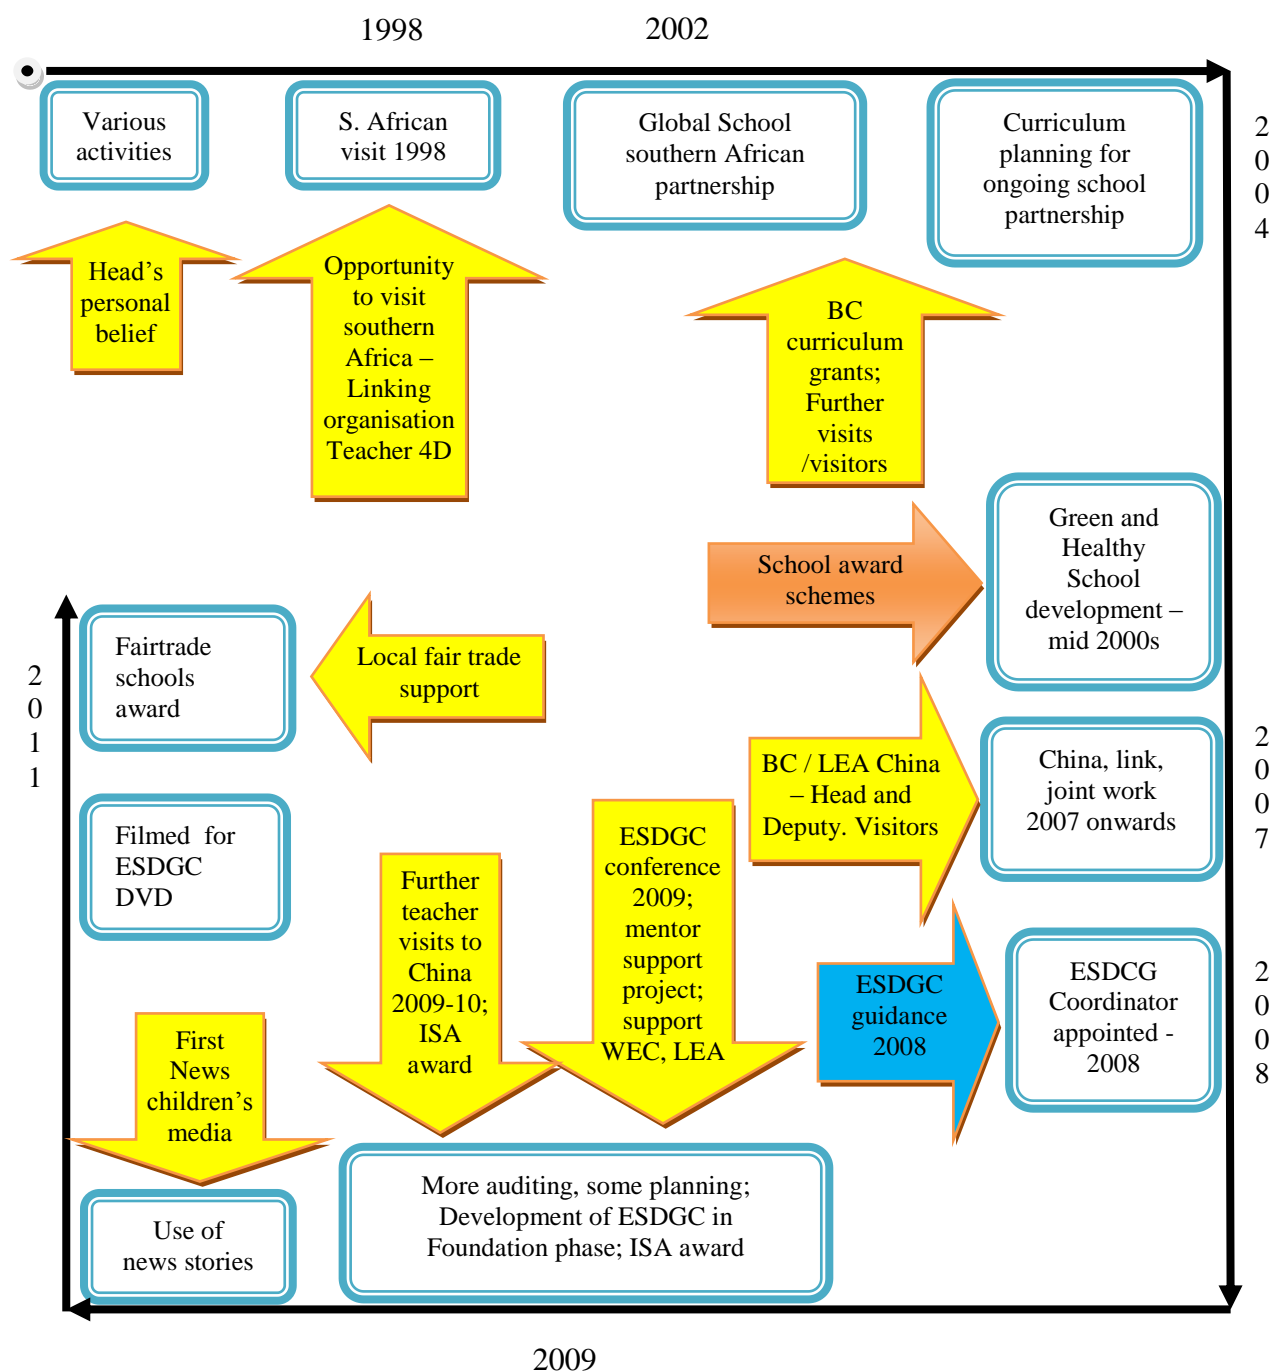 1998
2002
Various
activities
S. African
visit 1998
Global School
southern African
partnership
Curriculum
planning for
ongoing school
partnership
2
0
0
4
Head’s
personal
belief
Opportunity
to visit
southern
Africa –
Linking
organisation
Teacher 4D
BC
curriculum
grants;
Further
visits
/visitors
School award
schemes
Green and
Healthy
School
development –
mid 2000s
2
0
1
1
Fairtrade
schools
award
Local fair trade
support
BC / LEA China
– Head and
Deputy. Visitors
China, link,
joint work
2007 onwards
2
0
0
7
Filmed for
ESDGC
DVD
Further
teacher
visits to
China
2009-10;
ISA
award
ESDGC
conference
2009;
mentor
support
project;
support
WEC, LEA
ESDGC
guidance
2008
ESDCG
Coordinator
appointed -
2008
2
0
0
8
First
News
children’s
media
Use of
news stories
More auditing, some planning;
Development of ESDGC in
Foundation phase; ISA award
2009